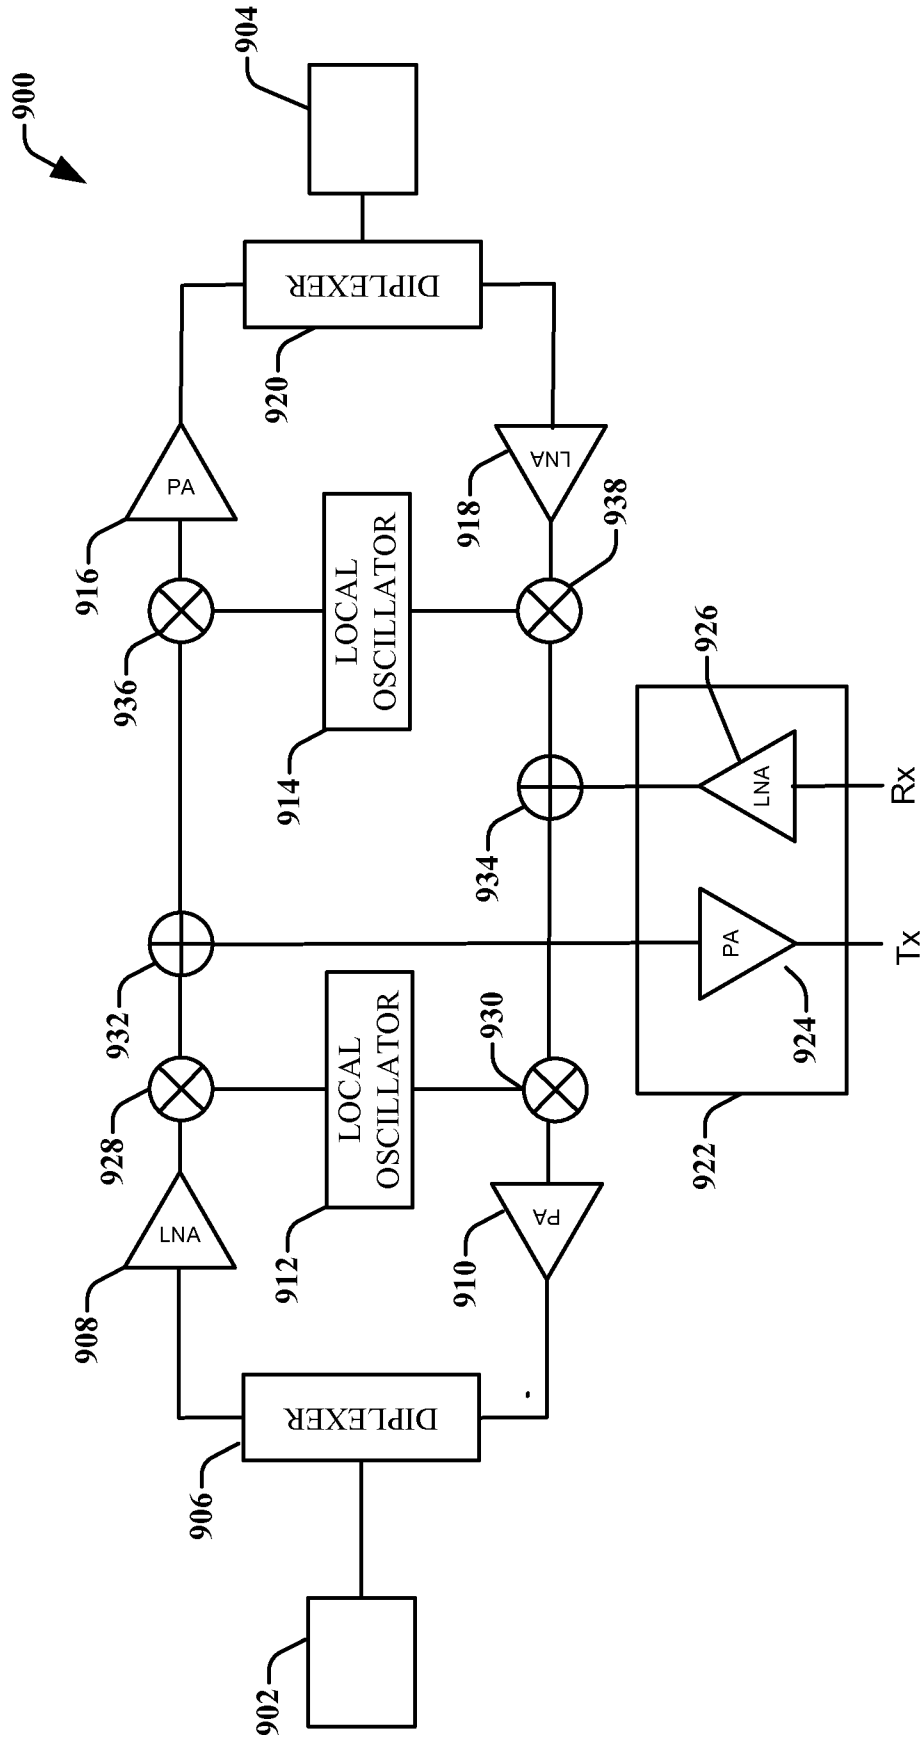 900
904
DIPLEXER
920
PA
916
LNA
918
936
LOCAL
OSCILLATOR
914
938
934
926
LNA
Rx
932
PA
924
Tx
922
928
LOCAL
OSCILLATOR
912
930
LNA
908
PA
910
DIPLEXER
906
902